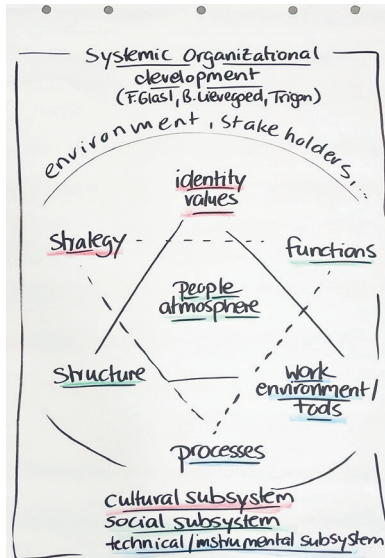 Systemic Organizational
development
(F.Glasl, B.Lievegoed, Trigon)
environment, stakeholders,...
identity
values
strategy
functions
people
atmosphere
structure
work
environment/
tools
processes
cultural subsystem
social subsystem
technical/instrumental subsystem